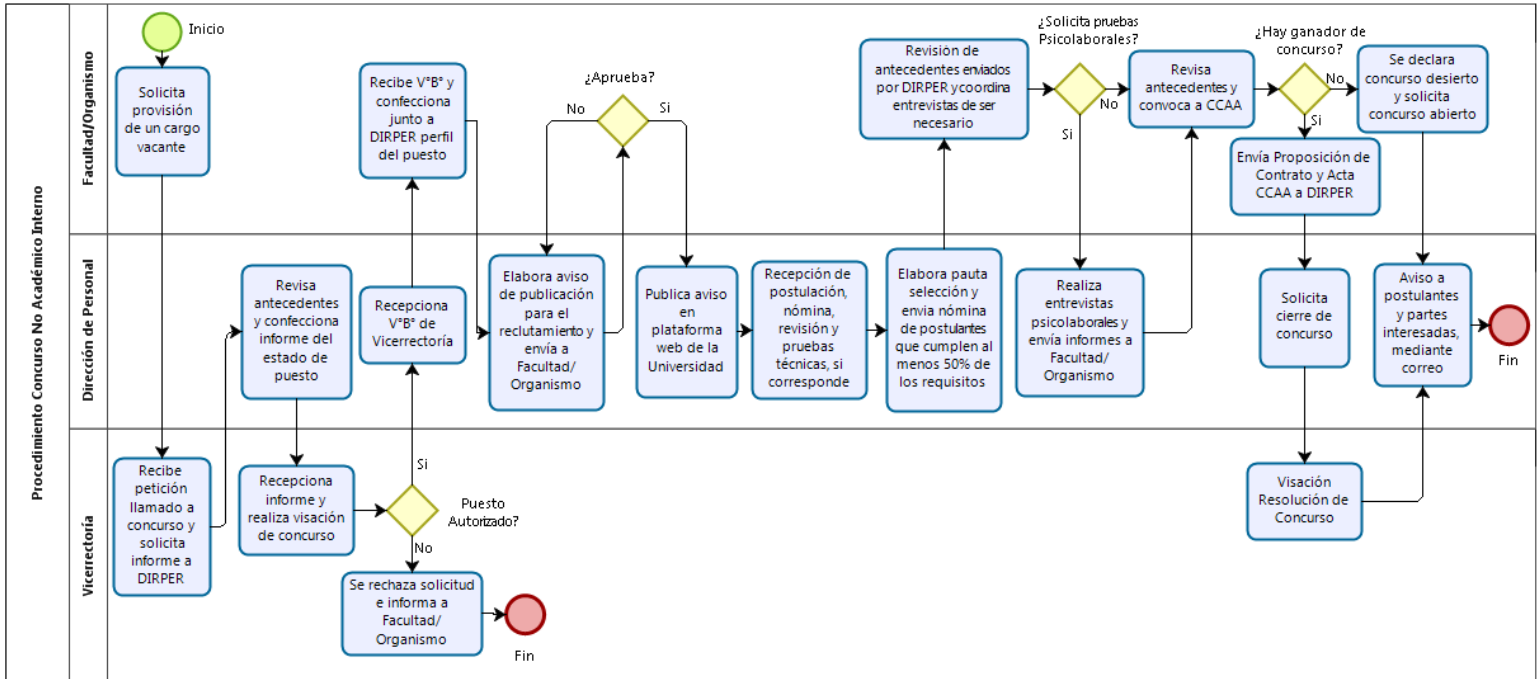 Procedimiento Concurso No Académico Interno
Facultad/Organismo
Inicio
Solicita
provisión
de un cargo
vacante
Recibe V°B° y
confecciona
junto a
DIRPER perfil
del puesto
¿Aprueba?
No
Si
Revisión de
antecedentes enviados
por DIRPER y coordina
entrevistas de ser
necesario
¿Solicita pruebas
Psicolaborales?
No
Si
Revisa
antecedentes y
convoca a CCAA
¿Hay ganador de
concurso?
No
Si
Se declara
concurso desierto
y solicita
concurso abierto
Envía Proposición de
Contrato y Acta
CCAA a DIRPER
Dirección de Personal
Revisa
antecedentes
y confecciona
informe del
estado de
puesto
Recepciona
V°B° de
Vicerrectoría
Elabora aviso
de publicación
para el
reclutamiento y
envía a
Facultad/
Organismo
Publica aviso
en
plataforma
web de la
Universidad
Recepción de
postulación,
nómina,
revisión y
pruebas
técnicas, si
corresponde
Elabora pauta
selección y
envia nómina
de postulantes
que cumplen al
menos 50% de
los requisitos
Realiza
entrevistas
psicolaborales y
envía informes a
Facultad/
Organismo
Solicita
cierre de
concurso
Aviso a
postulantes
y partes
interesadas,
mediante
correo
Fin
Vicerrectoría
Recibe
petición
llamado a
concurso y
solicita
informe a
DIRPER
Recepciona
informe y
realiza visación
de concurso
Si
Puesto
Autorizado?
No
Se rechaza solicitud
e informa a
Facultad/
Organismo
Fin
Visación
Resolución de
Concurso